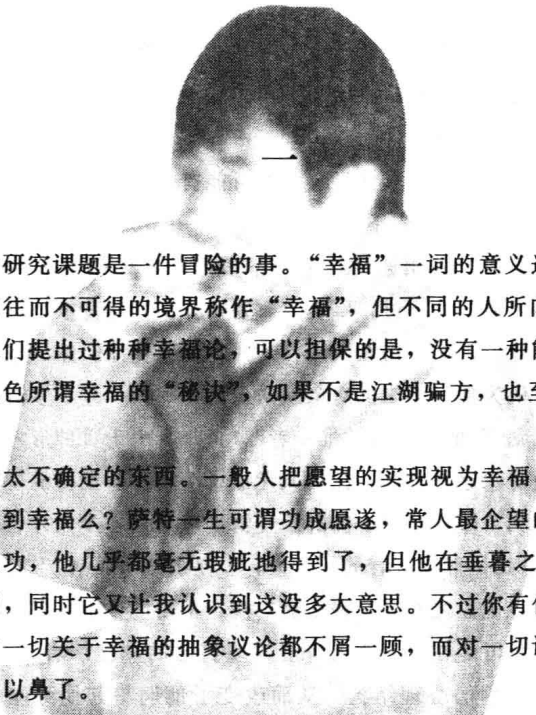 一
研究课题是一件冒险的事。“幸福”一词的意义
往而不可得的境界称作“幸福”，但不同的人所
们提出过种种幸福论，可以担保的是，没有一种
色所谓幸福的“秘诀”，如果不是江湖骗方，也至
太不确定的东西。一般人把愿望的实现视为幸福
到幸福么？萨特一生可谓功成愿遂，常人最企望
功，他几乎都毫无瑕疵地得到了，但他在垂暮之
，同时它又让我认识到这没多大意思。不过你有
一切关于幸福的抽象议论都不屑一顾，而对一切
以鼻了。